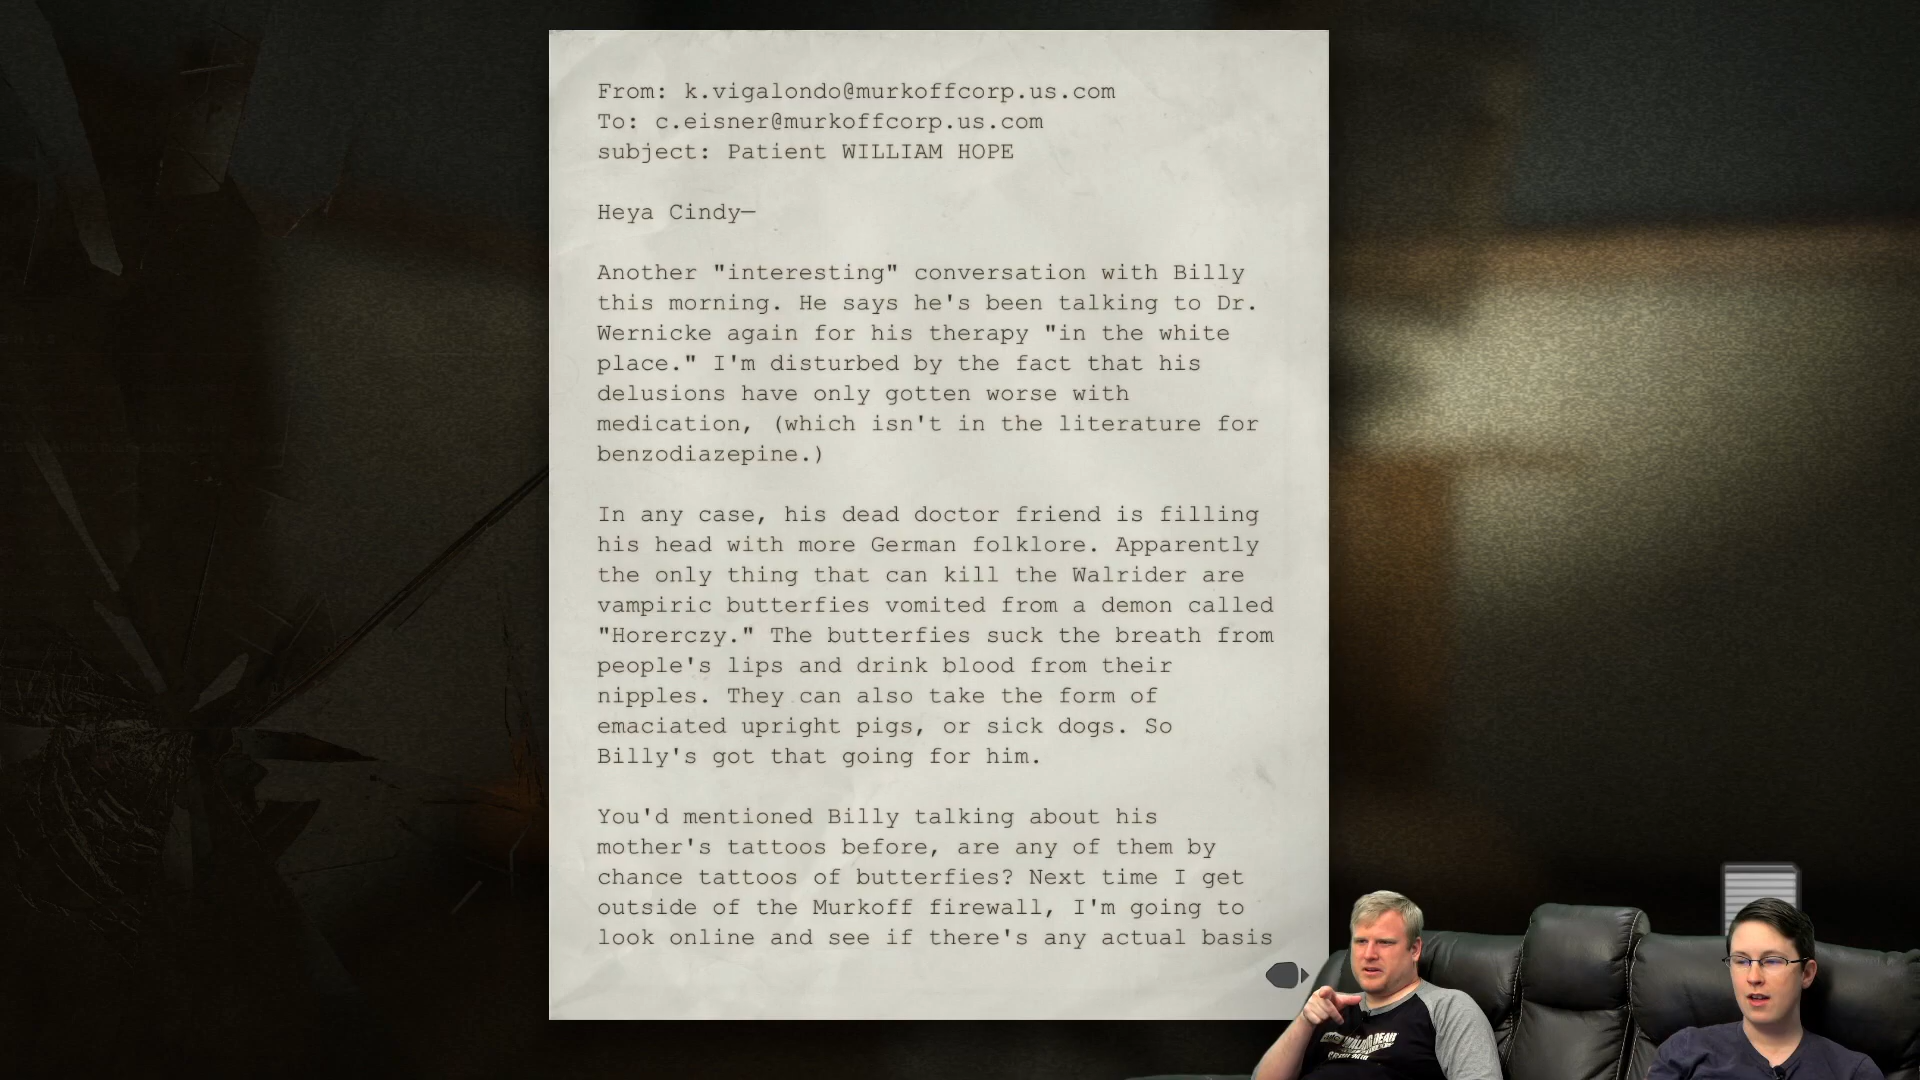 From: k.vigalondo@murkoffcorp.us.com
To: c.eisner@murkoffcorp.us.com
subject: Patient WILLIAM HOPE
Heya Cindy—
Another "interesting" conversation with Billy
this morning. He says he's been talking to Dr.
Wernicke again for his therapy "in the white
place." I'm disturbed by the fact that his
delusions have only gotten worse with
medication, (which isn't in the literature for
benzodiazepine.)
In any case, his dead doctor friend is filling
his head with more German folklore. Apparently
the only thing that can kill the Walrider are
vampiric butterfies vomited from a demon called
"Horerczy." The butterfies suck the breath from
people's lips and drink blood from their
nipples. They can also take the form of
emaciated upright pigs, or sick dogs. So
Billy's got that going for him.
You'd mentioned Billy talking about his
mother's tattoos before, are any of them by
chance tattoos of butterfies? Next time I get
outside of the Murkoff firewall, I'm going to
look online and see if there's any actual basis